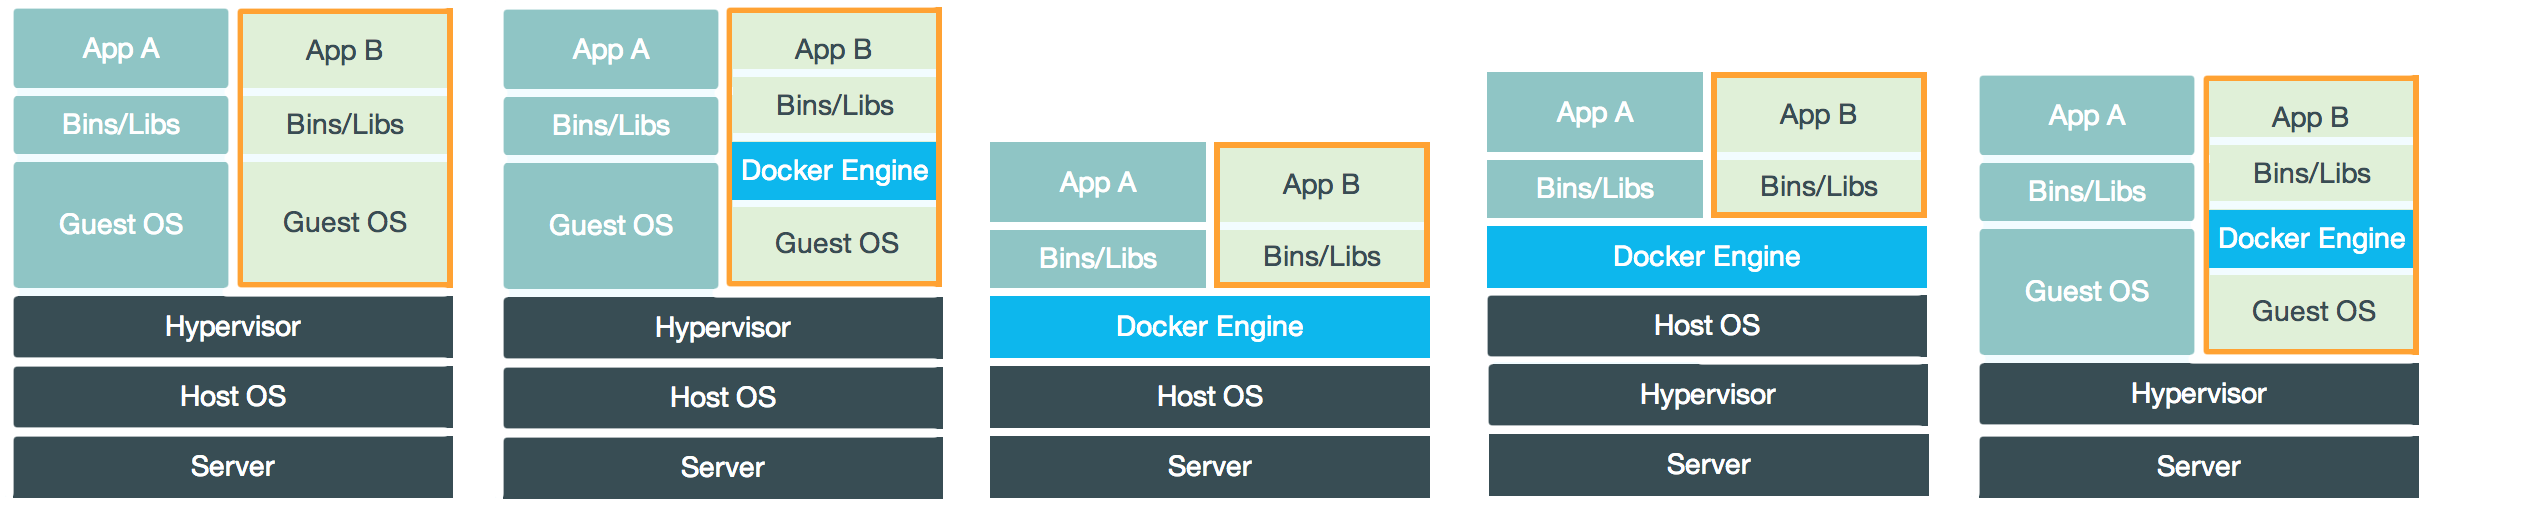 App A
Bins/Libs
Guest OS
App B
Bins/Libs
Guest OS
Hypervisor
Host OS
Server
App A
Bins/Libs
Guest OS
App B
Bins/Libs
Docker Engine
Guest OS
Hypervisor
Host OS
Server
App A
Bins/Libs
App B
Bins/Libs
Docker Engine
Host OS
Server
App A
Bins/Libs
App B
Bins/Libs
Docker Engine
Host OS
Hypervisor
Server
App A
Bins/Libs
Guest OS
App B
Bins/Libs
Docker Engine
Guest OS
Hypervisor
Server